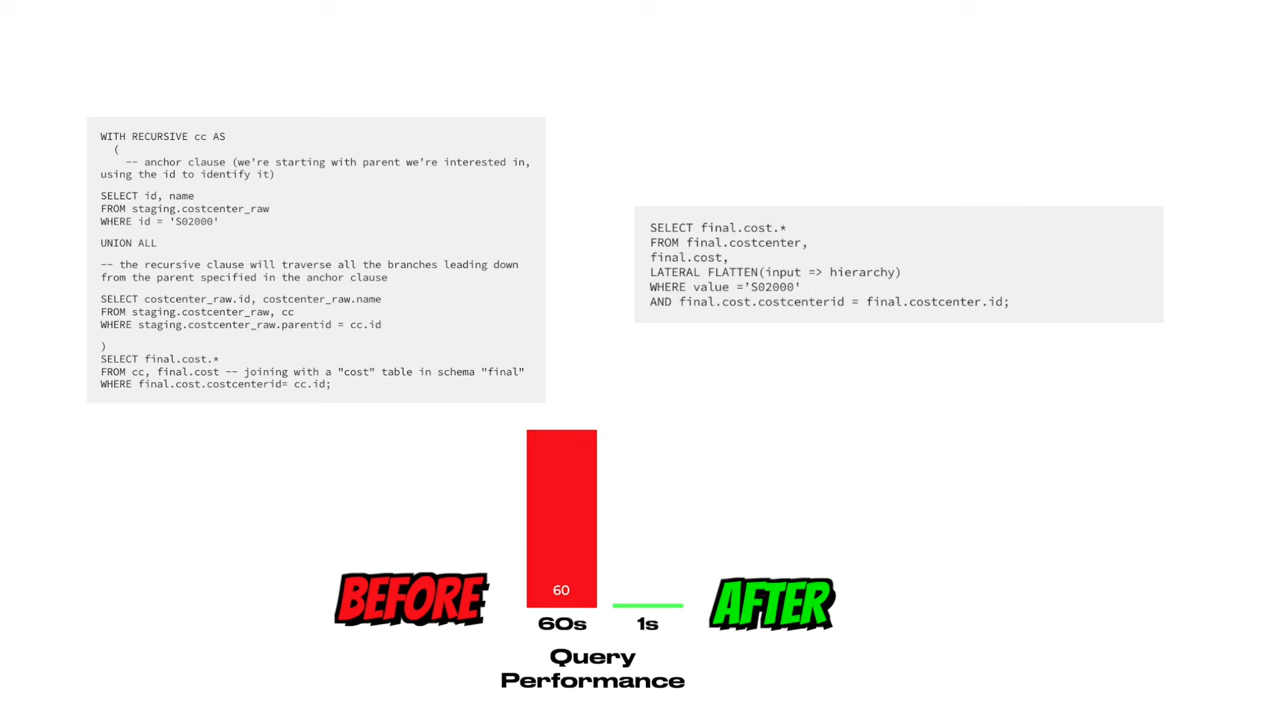 WITH RECURSIVE cc AS
(
-- anchor clause (we're starting with parent we're interested in,
using the id to identify it)
SELECT id, name
FROM staging.costcenter_raw
WHERE id = 'S02000'
UNION ALL
-- the recursive clause will traverse all the branches leading down
from the parent specified in the anchor clause
SELECT costcenter_raw.id, costcenter_raw.name
FROM staging.costcenter_raw, cc
WHERE staging.costcenter_raw.parentid = cc.id
)
SELECT final.cost.*
FROM cc, final.cost -- joining with a "cost" table in schema "final"
WHERE final.cost.costcenterid= cc.id;
SELECT final.cost.*
FROM final.costcenter,
final.cost,
LATERAL FLATTEN(input => hierarchy)
WHERE value =’S02000'
AND final.cost.costcenterid = final.costcenter.id;
BEFORE
60
60s
1s
AFTER
Query
Performance